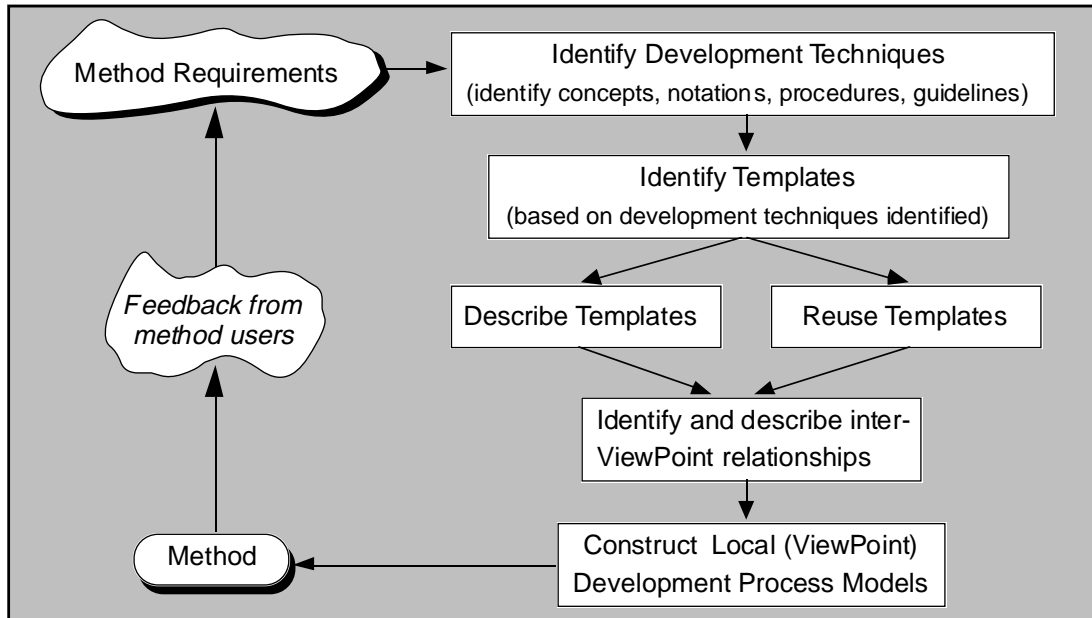 Method Requirements
Identify Development Techniques
(identify concepts, notations, procedures, guidelines)
Identify Templates
(based on development techniques identified)
Describe Templates
Reuse Templates
Feedback from
method users
Identify and describe inter-
ViewPoint relationships
Construct Local (ViewPoint)
Development Process Models
Method